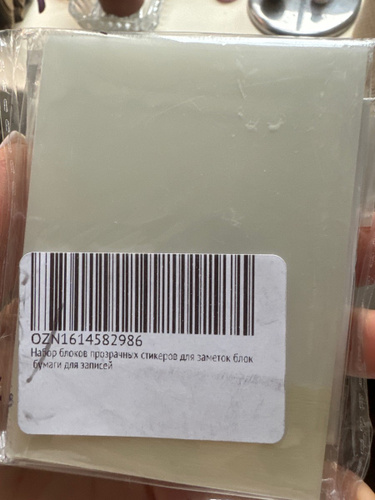 OZN1614582986
Набор блоков прозрачных стикеров для заметок блок
бумаги для записей